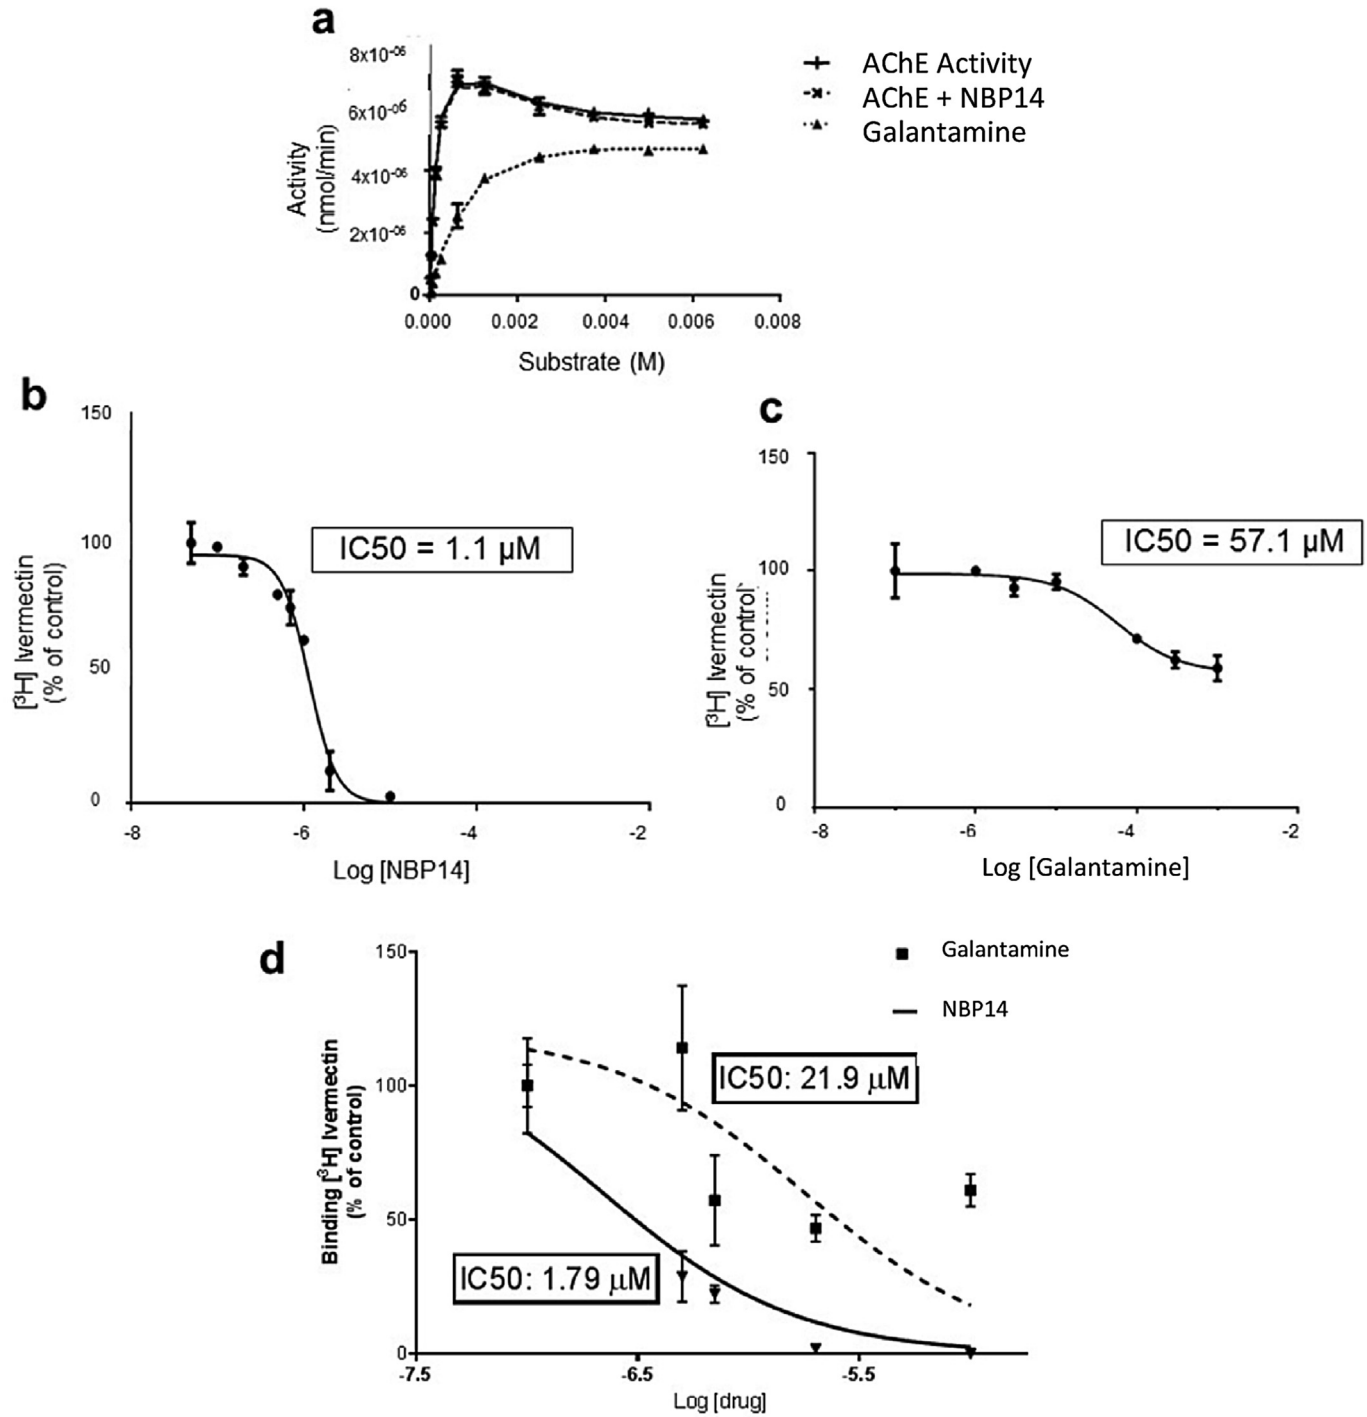 a
8x10-06
6x10-06
4x10-06
2x10-06
0
Activity
(nmol/min)
0.000 0.002 0.004 0.006 0.008
Substrate (M)
AChE Activity
AChE + NBP14
Galantamine
b
150
100
50
0
[³H] Ivermectin
(% of control)
IC50 = 1.1 µM
-8 -6 -4 -2
Log [NBP14]
c
150
100
50
0
[³H] Ivermectin
(% of control)
IC50 = 57.1 µM
-8 -6 -4 -2
Log [Galantamine]
d
150
100
50
0
Binding [³H] Ivermectin
(% of control)
Galantamine
NBP14
IC50: 21.9 µM
IC50: 1.79 µM
-7.5 -6.5 -5.5
Log [drug]